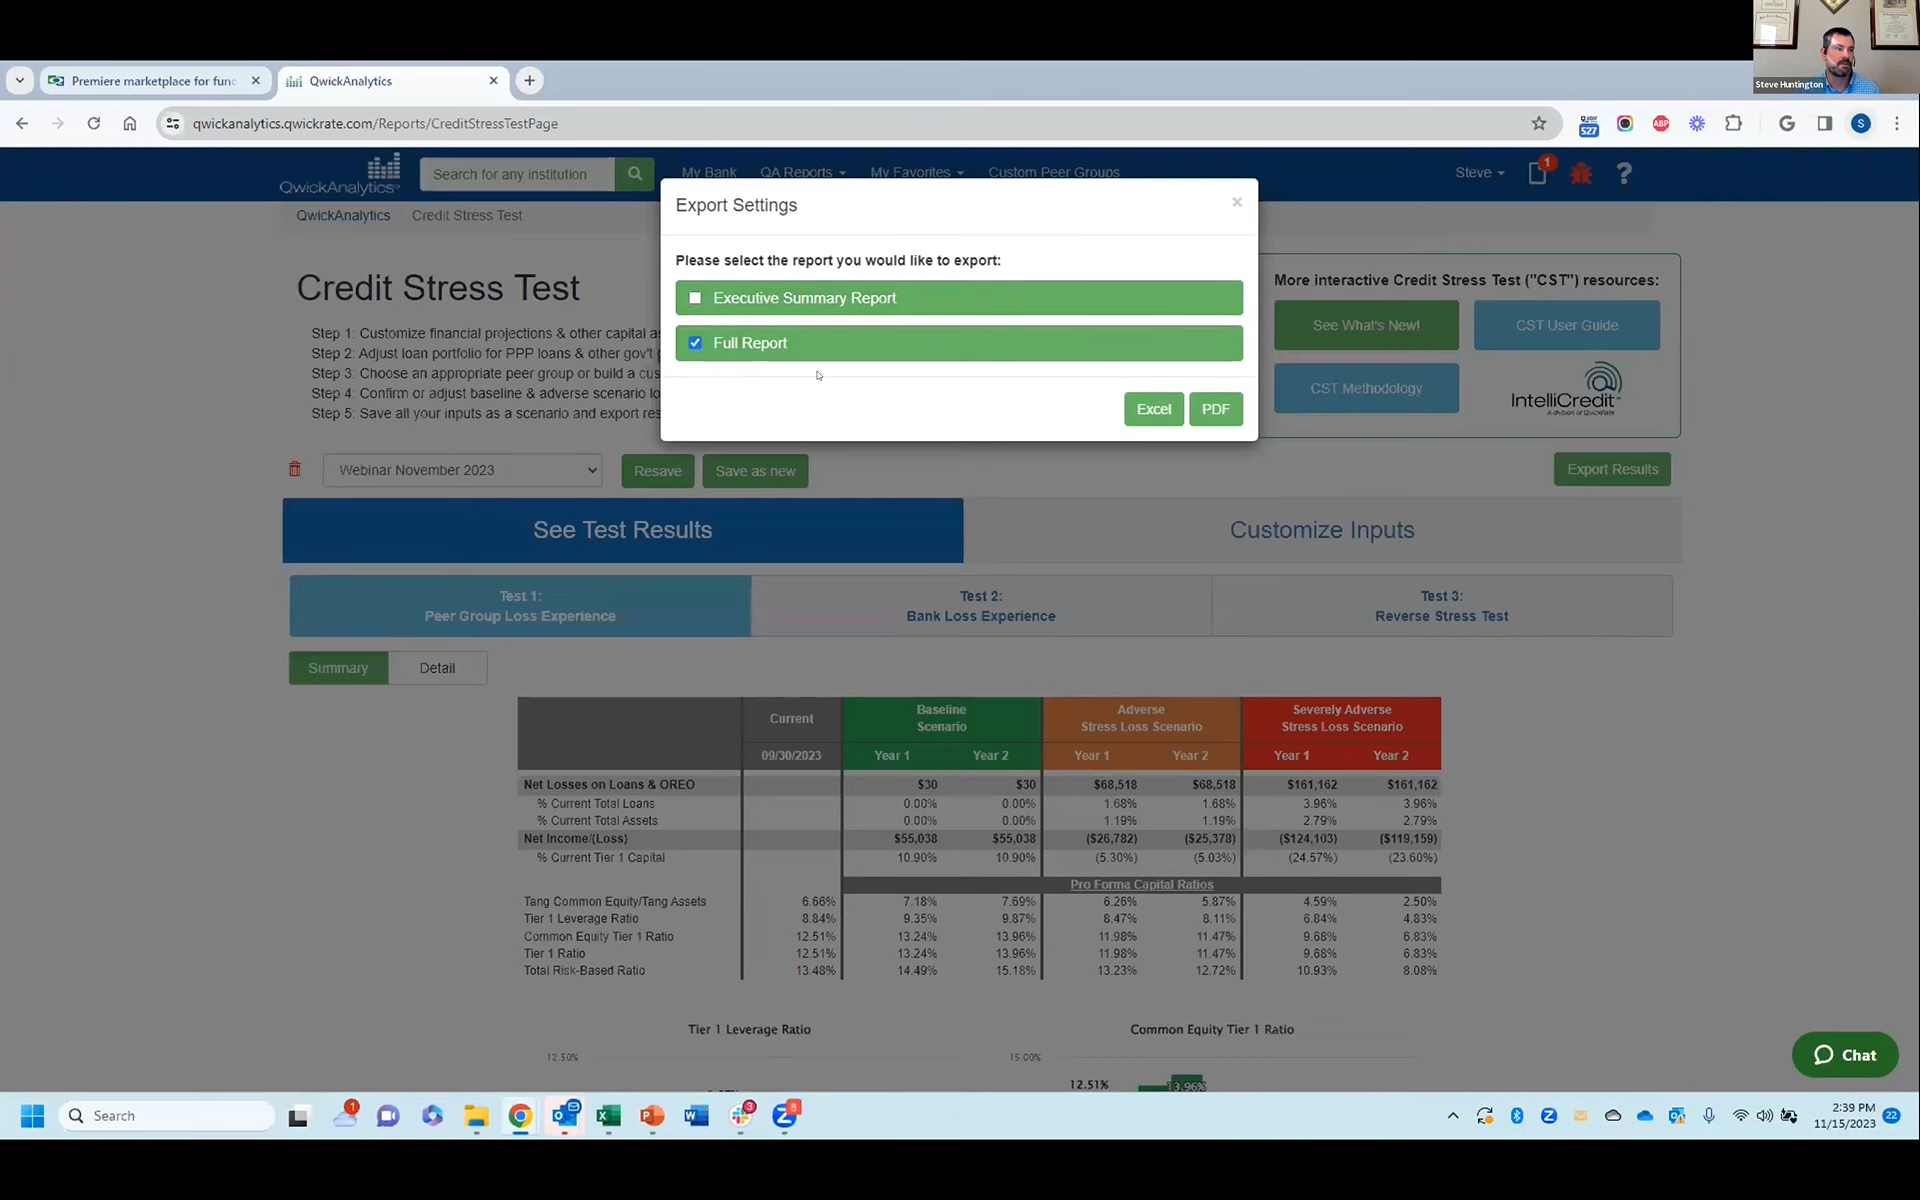 Steve Huntington
Premiere marketplace for func
QwickAnalytics
qwickanalytics.qwickrate.com/Reports/CreditStressTestPage
527
ABP
S
QwickAnalytics
Search for any institution
My Bank
QA Reports
My Favorites
Custom Peer Groups
Steve
1
?
QwickAnalytics
Credit Stress Test
Export Settings
×
Please select the report you would like to export:
Executive Summary Report
Full Report
Excel
PDF
Credit Stress Test
Step 1: Customize financial projections & other capital as
Step 2: Adjust loan portfolio for PPP loans & other gov't g
Step 3: Choose an appropriate peer group or build a cus
Step 4: Confirm or adjust baseline & adverse scenario lo
Step 5: Save all your inputs as a scenario and export res
More interactive Credit Stress Test ("CST") resources:
See What's New!
CST User Guide
CST Methodology
IntelliCredit
A division of QwickRate
Webinar November 2023
Resave
Save as new
Export Results
See Test Results
Customize Inputs
Test 1:
Peer Group Loss Experience
Test 2:
Bank Loss Experience
Test 3:
Reverse Stress Test
Summary
Detail
Current
Baseline
Scenario
Adverse
Stress Loss Scenario
Severely Adverse
Stress Loss Scenario
09/30/2023 Year 1 Year 2 Year 1 Year 2 Year 1 Year 2
Net Losses on Loans & OREO $30 $30 $68,518 $68,518 $161,162 $161,162
% Current Total Loans 0.00% 0.00% 1.68% 1.68% 3.96% 3.96%
% Current Total Assets 0.00% 0.00% 1.19% 1.19% 2.79% 2.79%
Net Income/(Loss) $55,038 $55,038 ($26,782) ($25,378) ($124,103) ($119,159)
% Current Tier 1 Capital 10.90% 10.90% (5.30%) (5.03%) (24.57%) (23.60%)
Pro Forma Capital Ratios
Tang Common Equity/Tang Assets 6.66% 7.18% 7.69% 6.26% 5.87% 4.59% 2.50%
Tier 1 Leverage Ratio 8.84% 9.35% 9.87% 8.47% 8.11% 6.84% 4.83%
Common Equity Tier 1 Ratio 12.51% 13.24% 13.96% 11.98% 11.47% 9.68% 6.83%
Tier 1 Ratio 12.51% 13.24% 13.96% 11.98% 11.47% 9.68% 6.83%
Total Risk-Based Ratio 13.48% 14.49% 15.18% 13.23% 12.72% 10.93% 8.08%
Tier 1 Leverage Ratio
Common Equity Tier 1 Ratio
12.50%
15.00%
12.51%
13.96%
Chat
Search
1
3
8
2:39 PM
11/15/2023
22